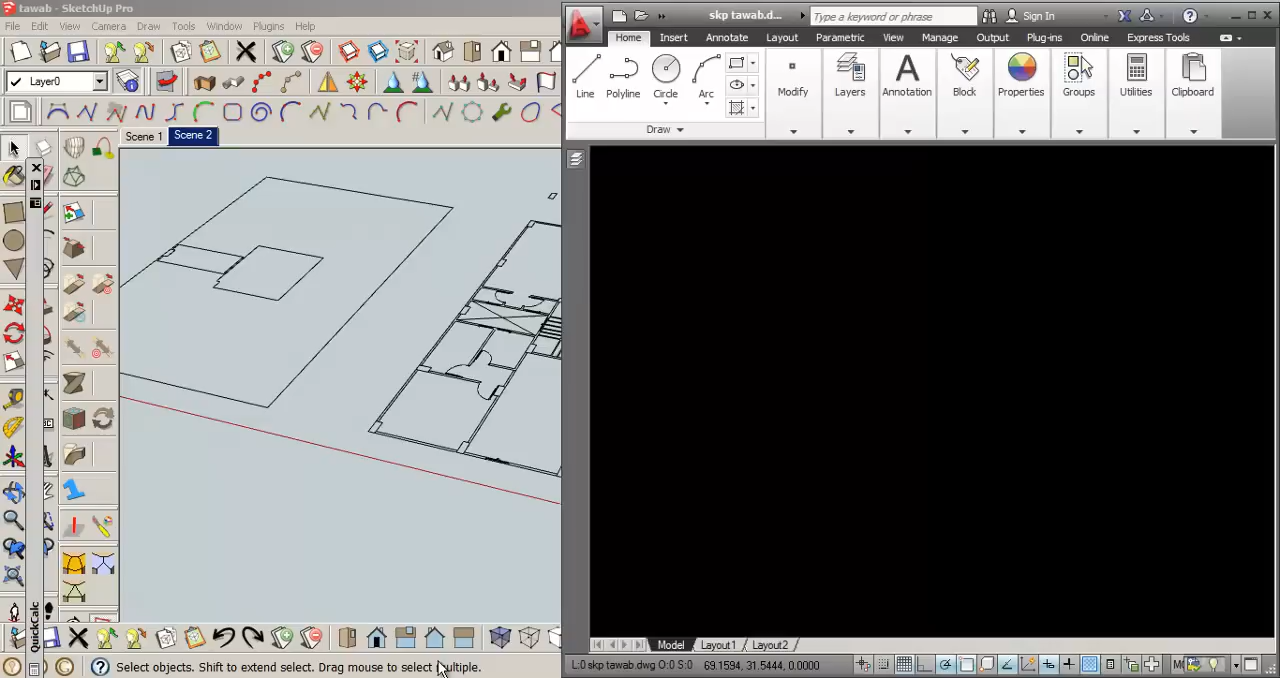 tawab - SketchUp Pro
File Edit View Camera Draw Tools Window Plugins Help
Layer0
Scene 1 Scene 2
QuickCalc
Select objects. Shift to extend select. Drag mouse to select multiple.
skp tawab.d... Type a keyword or phrase Sign In
Home Insert Annotate Layout Parametric View Manage Output Plug-ins Online Express Tools
Line Polyline Circle Arc Modify Layers Annotation Block Properties Groups Utilities Clipboard
Draw
Model Layout1 Layout2
L:0 skp tawab.dwg O:0 S:0 69.1594, 31.5444, 0.0000